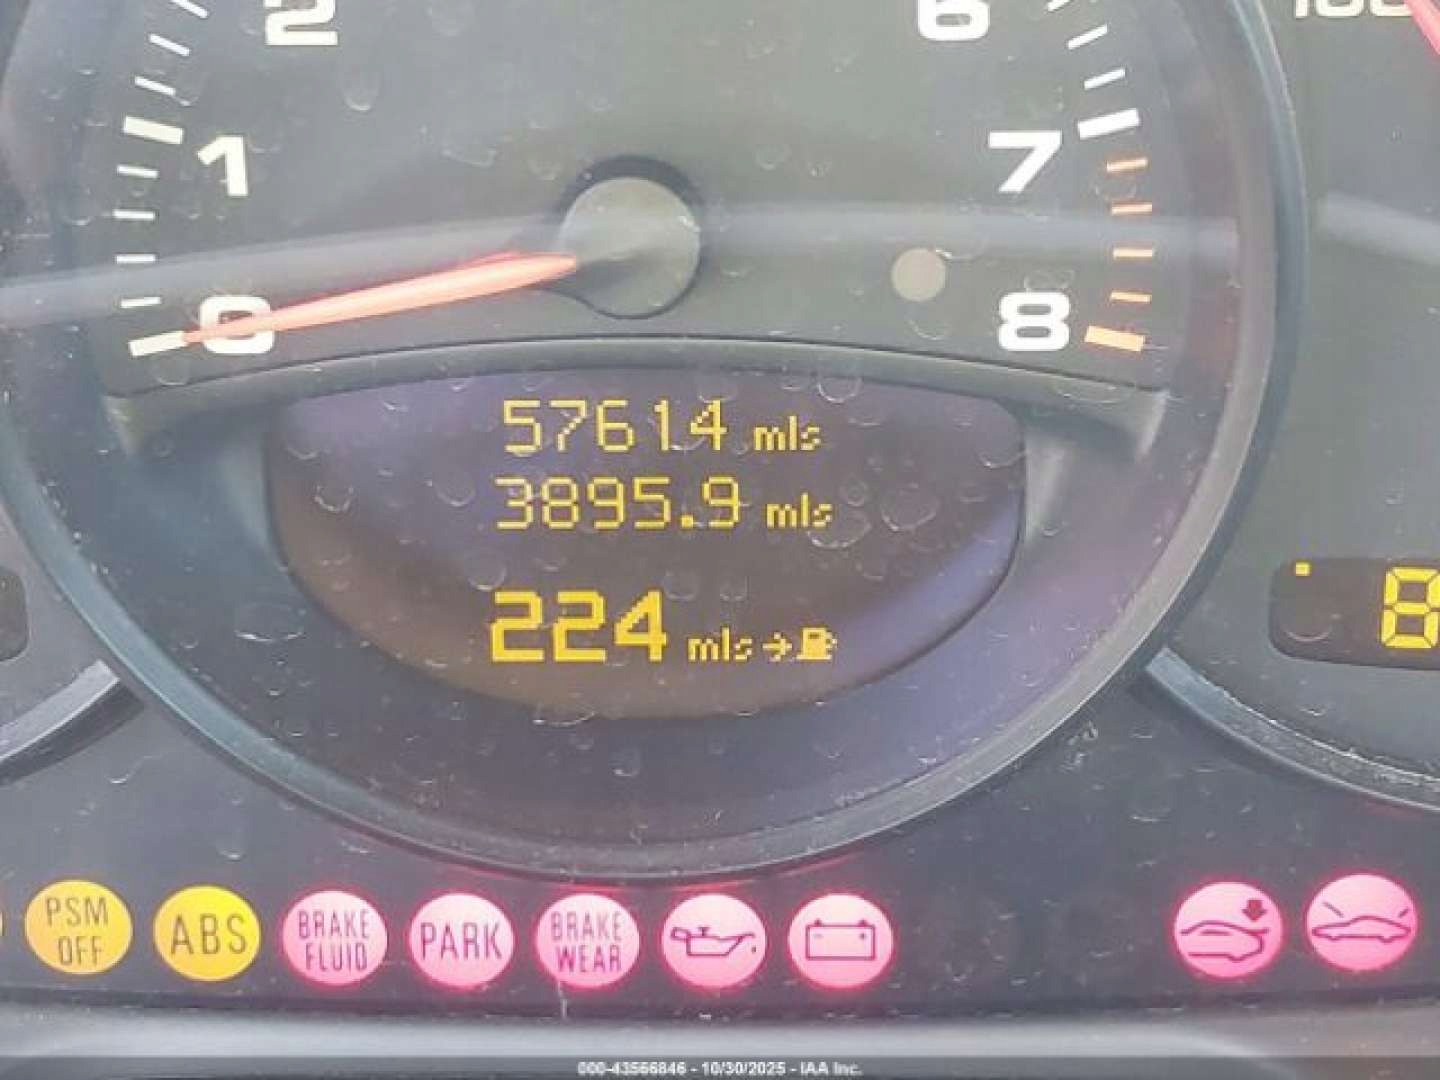 2
6
1
7
0
8
57614 mls
3895.9 mls
224 mls→
8
PSM OFF
ABS
BRAKE FLUID
PARK
BRAKE WEAR
000-43566846 - 10/30/2025 - IAA Inc.